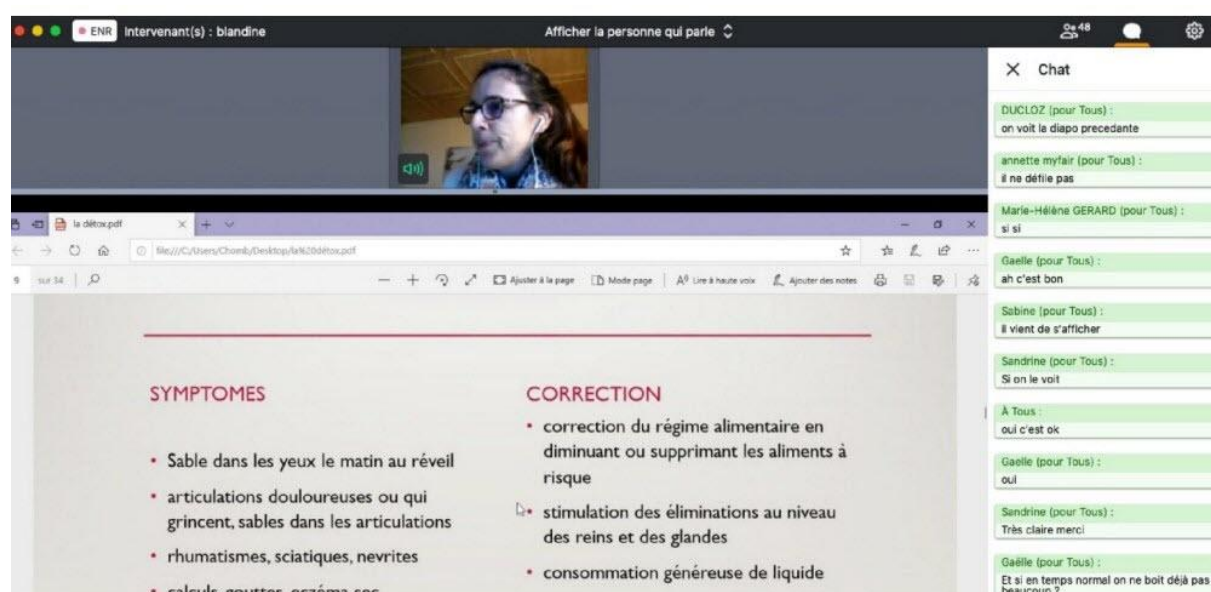 ENR
Intervenant(s) : blandine
Afficher la personne qui parle
48
Chat
DUCLOZ (pour Tous) :
on voit la diapo precedante
annette myfair (pour Tous) :
il ne défile pas
Marie-Hélène GERARD (pour Tous) :
si si
Gaelle (pour Tous) :
ah c'est bon
Sabine (pour Tous) :
il vient de s'afficher
Sandrine (pour Tous) :
Si on le voit
À Tous :
oui c'est ok
Gaelle (pour Tous) :
oui
Sandrine (pour Tous) :
Très claire merci
Gaëlle (pour Tous) :
Et si en temps normal on ne boit déjà pas
beaucoup ?
la détox.pdf
file:///C:/Users/Chomb/Desktop/la%20détox.pdf
9 sur 34
Ajuster à la page
Mode page
Lire à haute voix
Ajouter des notes
SYMPTOMES
• Sable dans les yeux le matin au réveil
• articulations douloureuses ou qui
grincent, sables dans les articulations
• rhumatismes, sciatiques, nevrites
• calculs, goutte, eczéma sec
CORRECTION
• correction du régime alimentaire en
diminuant ou supprimant les aliments à
risque
• stimulation des éliminations au niveau
des reins et des glandes
• consommation généreuse de liquide